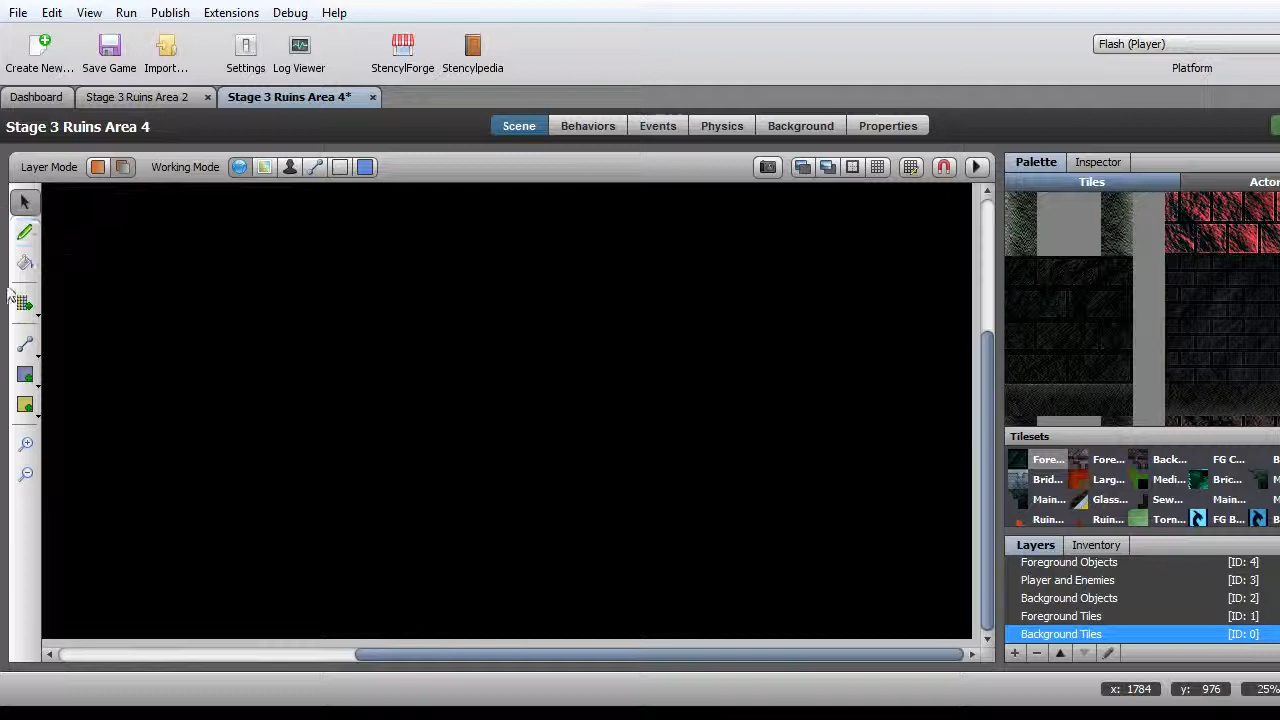 File Edit View Run Publish Extensions Debug Help
Create New... Save Game Import... Settings Log Viewer StencylForge Stencylpedia
Flash (Player)
Platform
Dashboard Stage 3 Ruins Area 2 × Stage 3 Ruins Area 4* ×
Stage 3 Ruins Area 4
Scene Behaviors Events Physics Background Properties
Layer Mode Working Mode
Palette Inspector
Tiles Actor
Tilesets
Fore... Fore... Back... FG C... B
Brid... Larg... Medi... Bric... M
Main... Glass... Sew... Main... M
Ruin... Ruin... Torn... FG B... B
Layers Inventory
Foreground Objects [ID: 4]
Player and Enemies [ID: 3]
Background Objects [ID: 2]
Foreground Tiles [ID: 1]
Background Tiles [ID: 0]
x: 1784 y: 976 25%